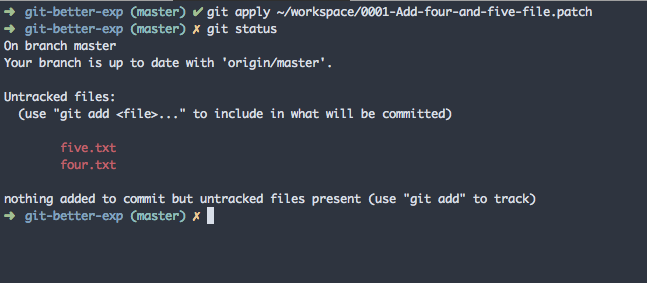 ➜ git-better-exp (master) ✔ git apply ~/workspace/0001-Add-four-and-five-file.patch
➜ git-better-exp (master) ✗ git status
On branch master
Your branch is up to date with 'origin/master'.
Untracked files:
(use "git add <file>..." to include in what will be committed)
five.txt
four.txt
nothing added to commit but untracked files present (use "git add" to track)
➜ git-better-exp (master) ✗